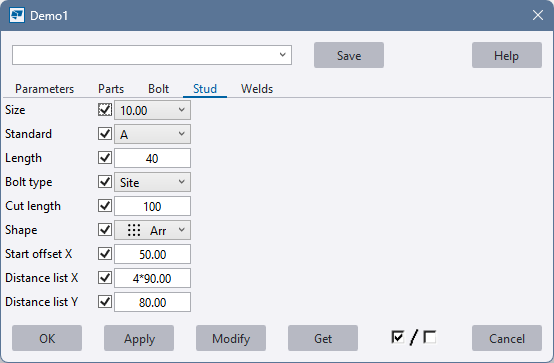 Demo1
Save Help
Parameters Parts Bolt Stud Welds
Size 10.00
Standard A
Length 40
Bolt type Site
Cut length 100
Shape Arr
Start offset X 50.00
Distance list X 4*90.00
Distance list Y 80.00
OK Apply Modify Get / Cancel